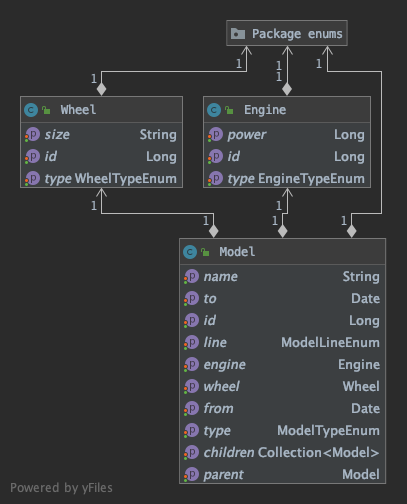 Package enums
1 1 1 1
Wheel
size String
id Long
type WheelTypeEnum
Engine
power Long
id Long
type EngineTypeEnum
1 1
1 1 1
Model
name String
to Date
id Long
line ModelLineEnum
engine Engine
wheel Wheel
from Date
type ModelTypeEnum
children Collection<Model>
parent Model
Powered by yFiles